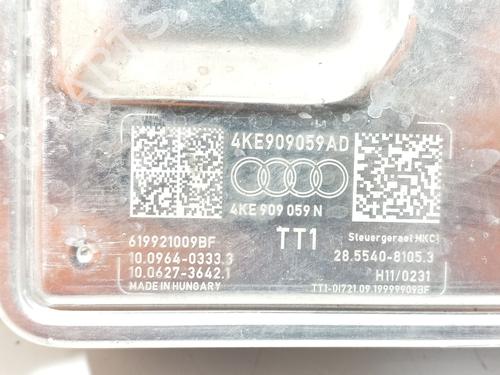 4KE909059AD
4KE 909 059 N
619921009BF
TT1
Steuergeraet MKC1
10.0964-0333.3
28.5540-8105.3
10.0627-3642.1
H11/0231
MADE IN HUNGARY
TT1-01721.09.19999909BF